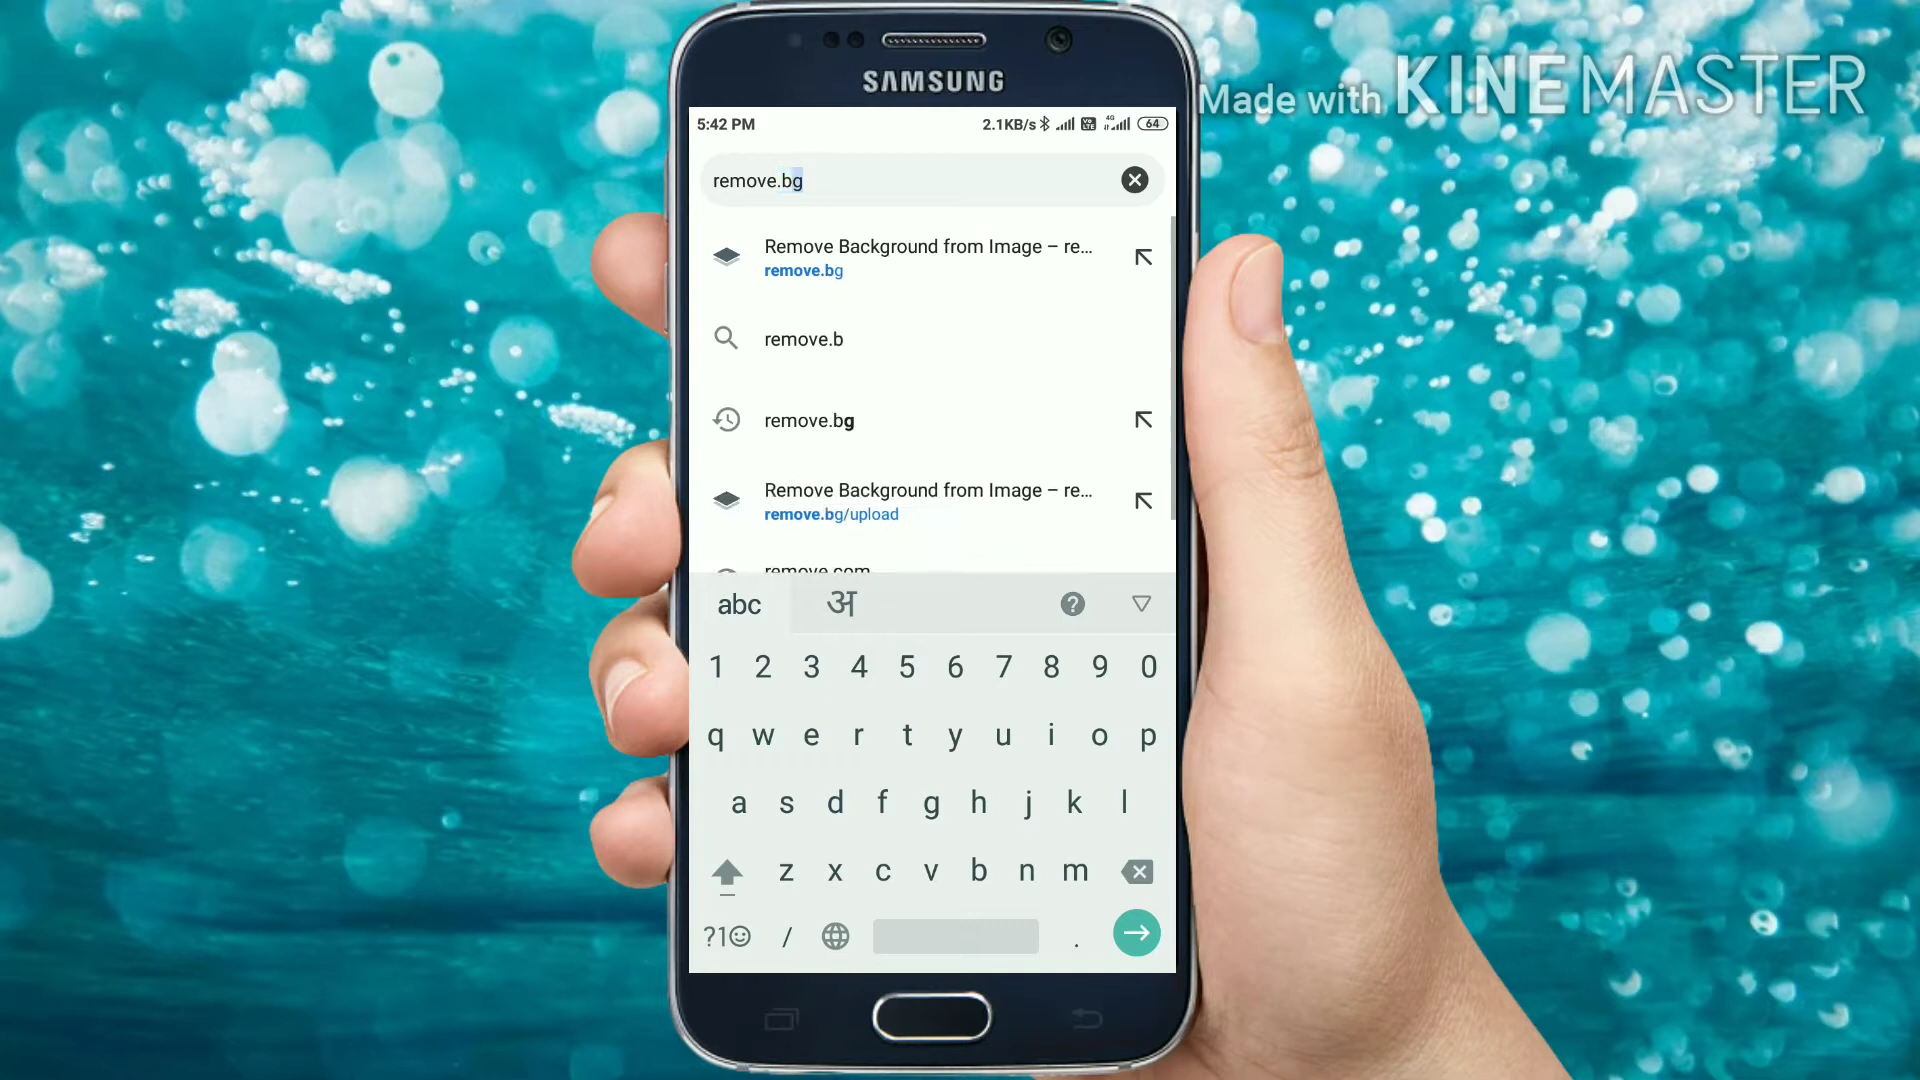 SAMSUNG
Made with KINEMASTER
5:42 PM
2.1KB/s
4G
64
remove.bg
Remove Background from Image – re...
remove.bg
remove.b
remove.bg
Remove Background from Image – re...
remove.bg/upload
remove.com
abc
अ
?
1 2 3 4 5 6 7 8 9 0
q w e r t y u i o p
a s d f g h j k l
z x c v b n m
?1☺ / .